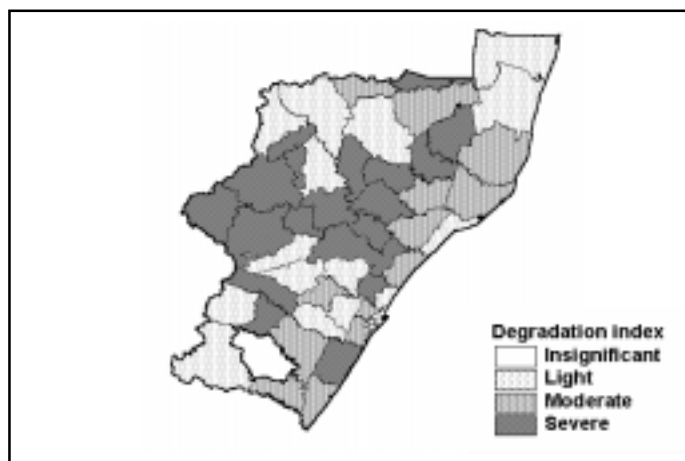 Degradation index
Insignificant
Light
Moderate
Severe